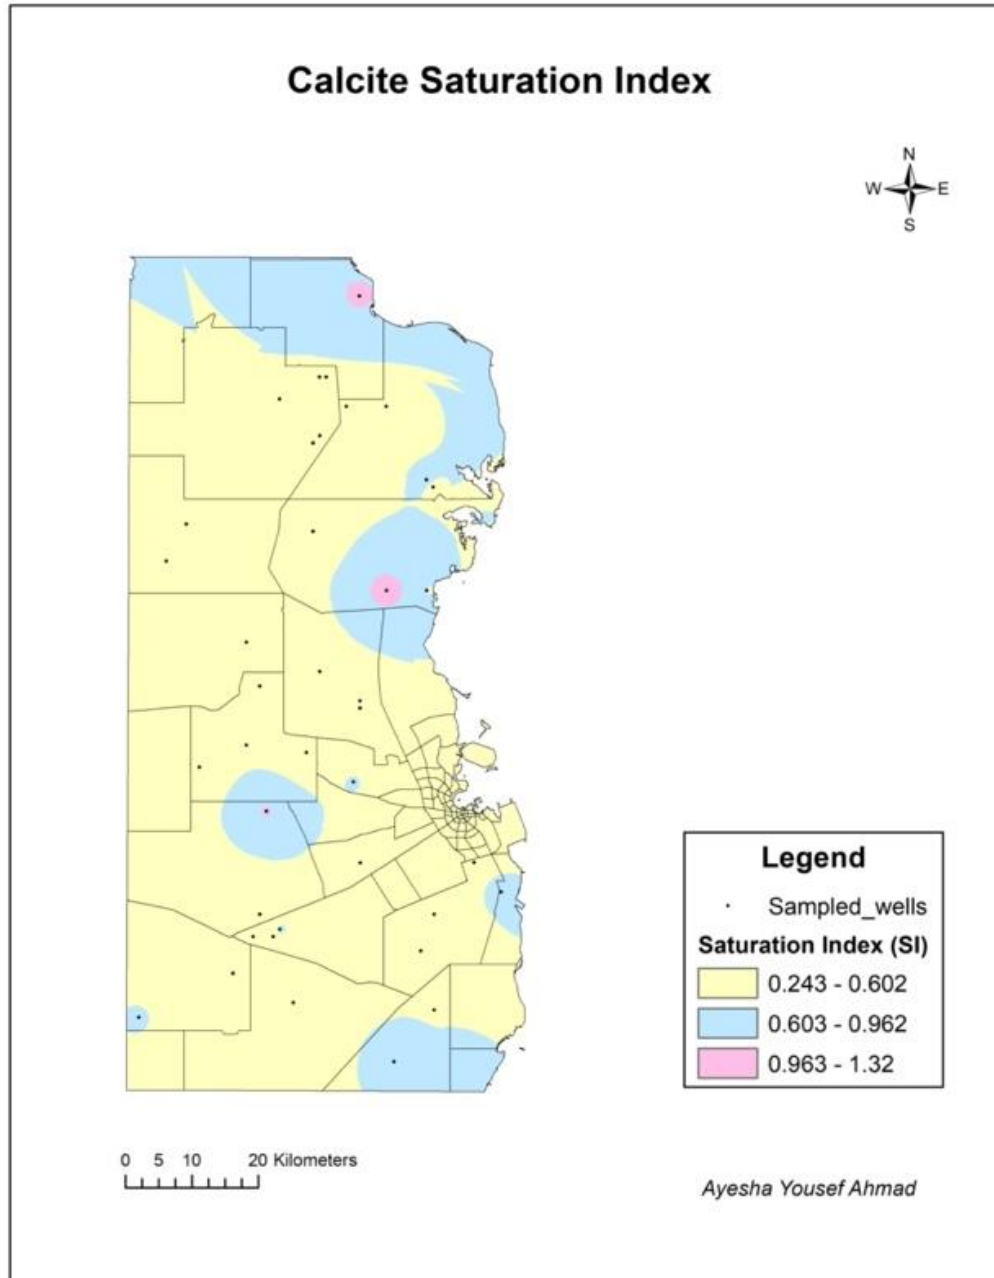 Calcite Saturation Index
N
W E
S
Legend
Sampled_wells
Saturation Index (SI)
0.243 - 0.602
0.603 - 0.962
0.963 - 1.32
0 5 10 20 Kilometers
Ayesha Yousef Ahmad